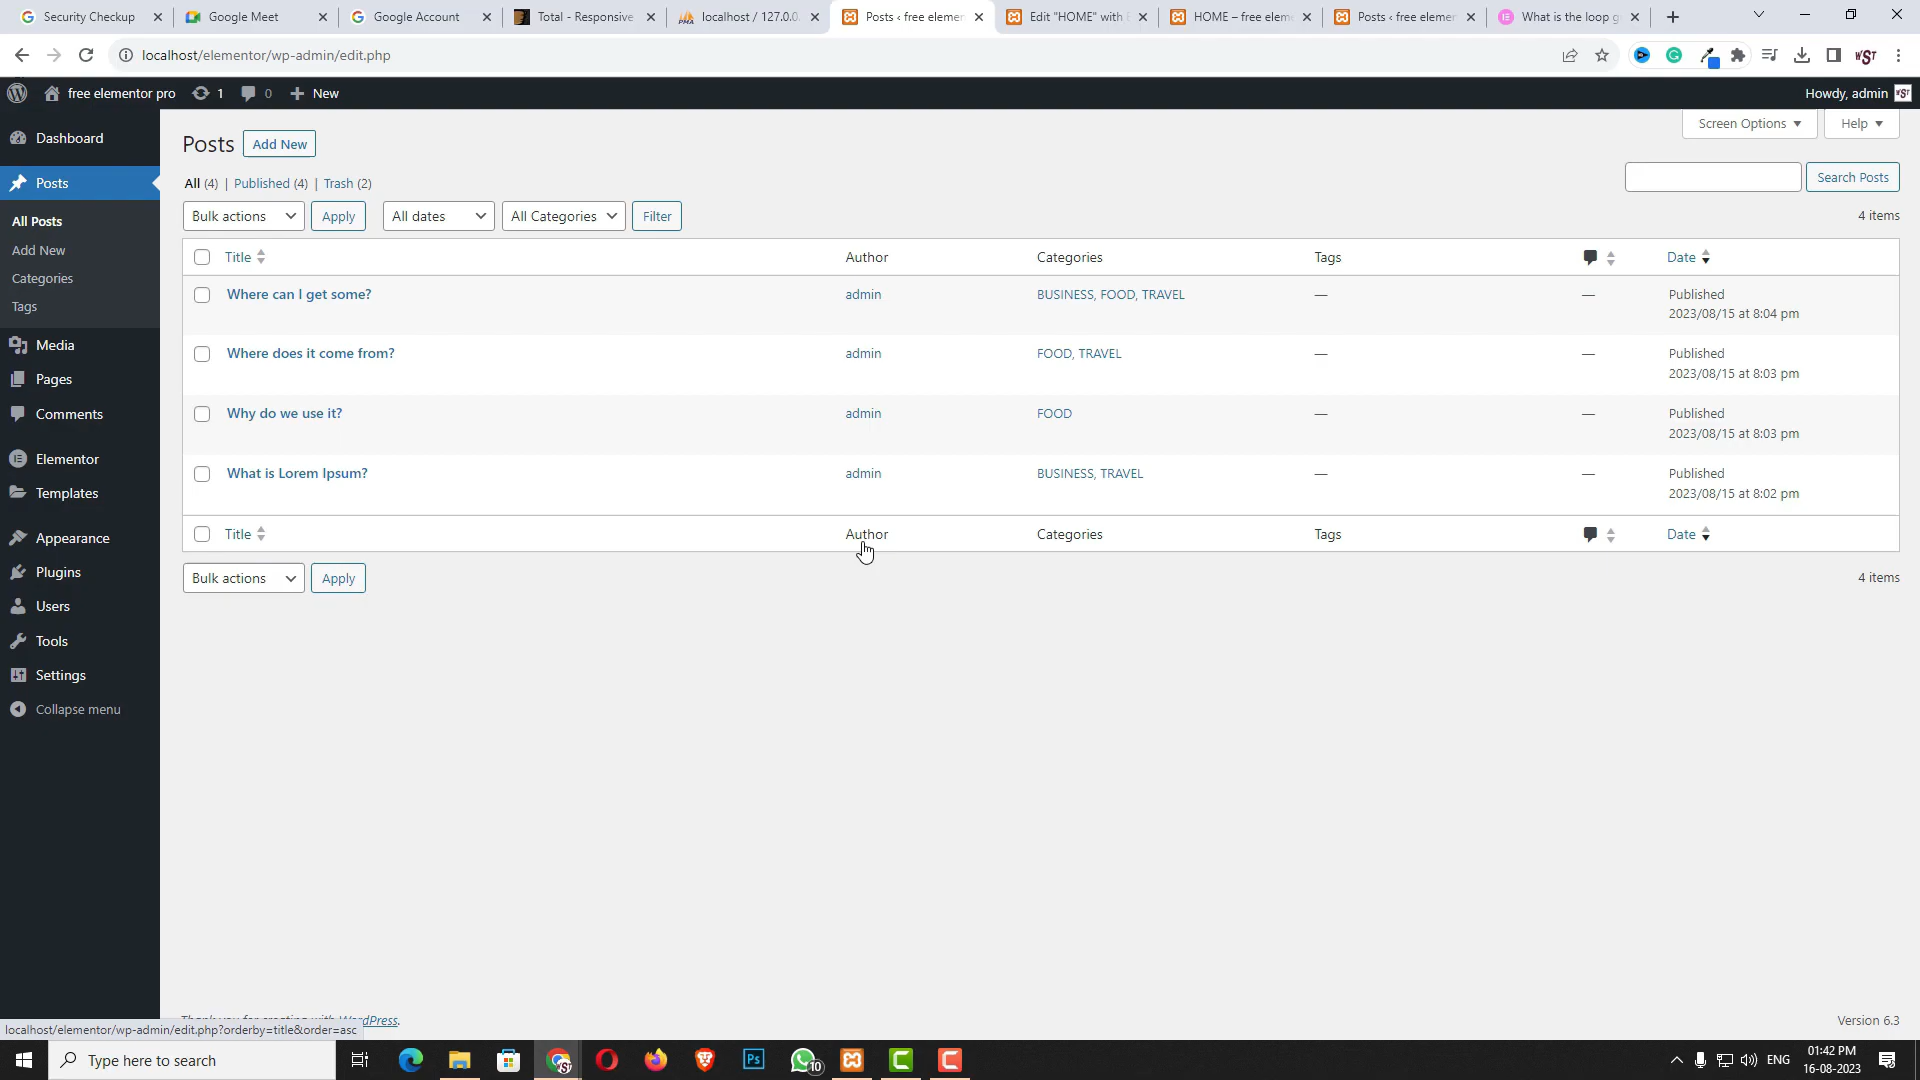 Security Checkup
Google Meet
Google Account
Total - Responsive
localhost / 127.0.0.
Posts ‹ free elemer
Edit "HOME" with E
HOME – free elem
Posts ‹ free elemer
What is the loop g
localhost/elementor/wp-admin/edit.php
free elementor pro
1
0
New
Howdy, admin
Screen Options
Help
Dashboard
Posts
All Posts
Add New
Categories
Tags
Media
Pages
Comments
Elementor
Templates
Appearance
Plugins
Users
Tools
Settings
Collapse menu
Posts Add New
All (4) | Published (4) | Trash (2)
Search Posts
Bulk actions Apply All dates All Categories Filter
4 items
Title Author Categories Tags Date
Where can I get some? admin BUSINESS, FOOD, TRAVEL — — Published
2023/08/15 at 8:04 pm
Where does it come from? admin FOOD, TRAVEL — — Published
2023/08/15 at 8:03 pm
Why do we use it? admin FOOD — — Published
2023/08/15 at 8:03 pm
What is Lorem Ipsum? admin BUSINESS, TRAVEL — — Published
2023/08/15 at 8:02 pm
Title Author Categories Tags Date
Bulk actions Apply
4 items
Thank you for creating with WordPress.
Version 6.3
localhost/elementor/wp-admin/edit.php?orderby=title&order=asc
Type here to search
Ps
10
ENG
01:42 PM
16-08-2023